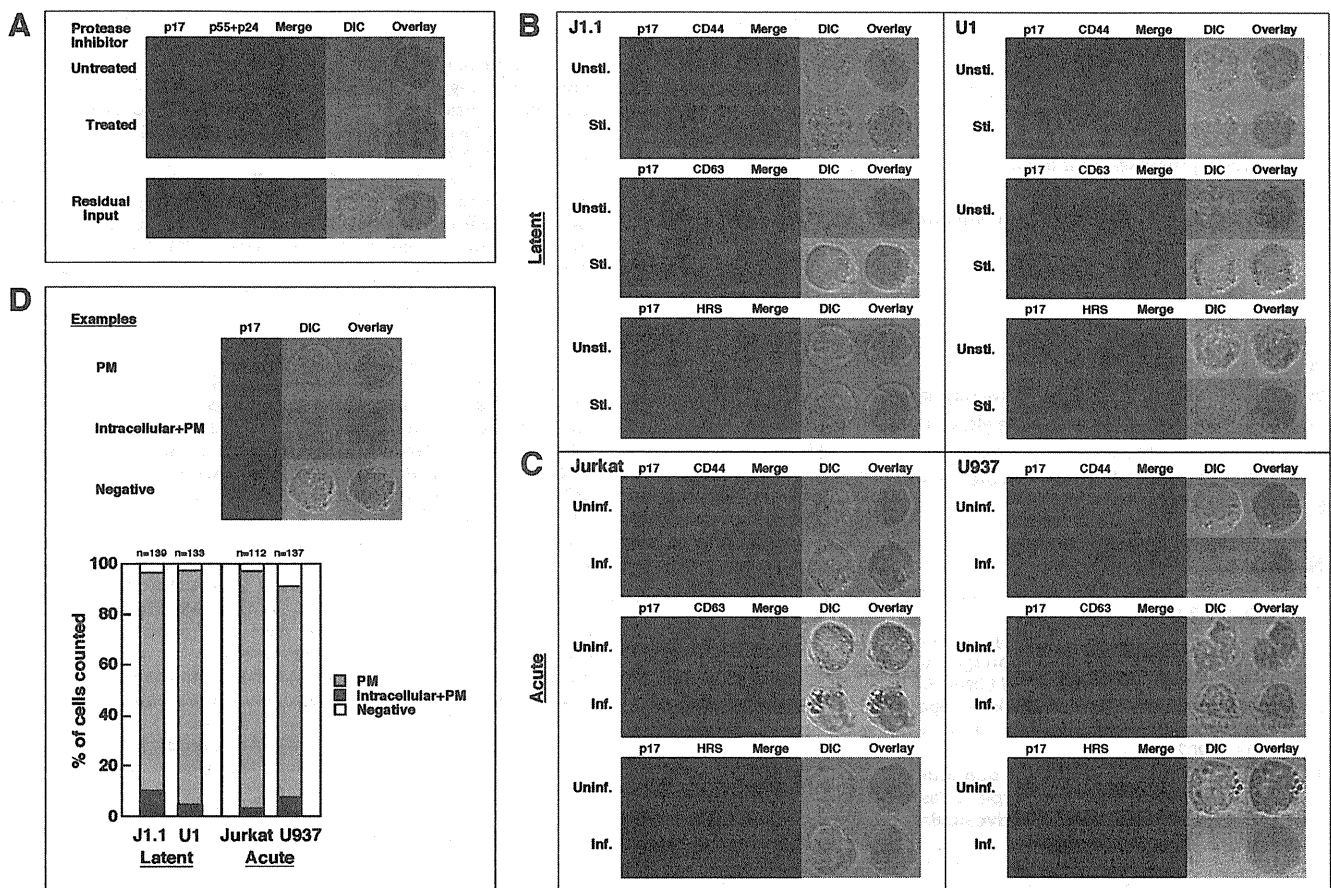 A
Protease Inhibitor
p17 p55+p24 Merge DIC Overlay
Untreated
Treated
Residual Input
B
Latent
J1.1
p17 CD44 Merge DIC Overlay
Unsti.
Sti.
p17 CD63 Merge DIC Overlay
Unsti.
Sti.
p17 HRS Merge DIC Overlay
Unsti.
Sti.
U1
p17 CD44 Merge DIC Overlay
Unsti.
Sti.
p17 CD63 Merge DIC Overlay
Unsti.
Sti.
p17 HRS Merge DIC Overlay
Unsti.
Sti.
C
Acute
Jurkat
p17 CD44 Merge DIC Overlay
Uninf.
Inf.
p17 CD63 Merge DIC Overlay
Uninf.
Inf.
p17 HRS Merge DIC Overlay
Uninf.
Inf.
U937
p17 CD44 Merge DIC Overlay
Uninf.
Inf.
p17 CD63 Merge DIC Overlay
Uninf.
Inf.
p17 HRS Merge DIC Overlay
Uninf.
Inf.
D
Examples
p17 DIC Overlay
PM
Intracellular+PM
Negative
n=139 n=133 n=112 n=137
% of cells counted
100
80
60
40
20
0
PM
Intracellular+PM
Negative
J1.1 U1 Jurkat U937
Latent Acute